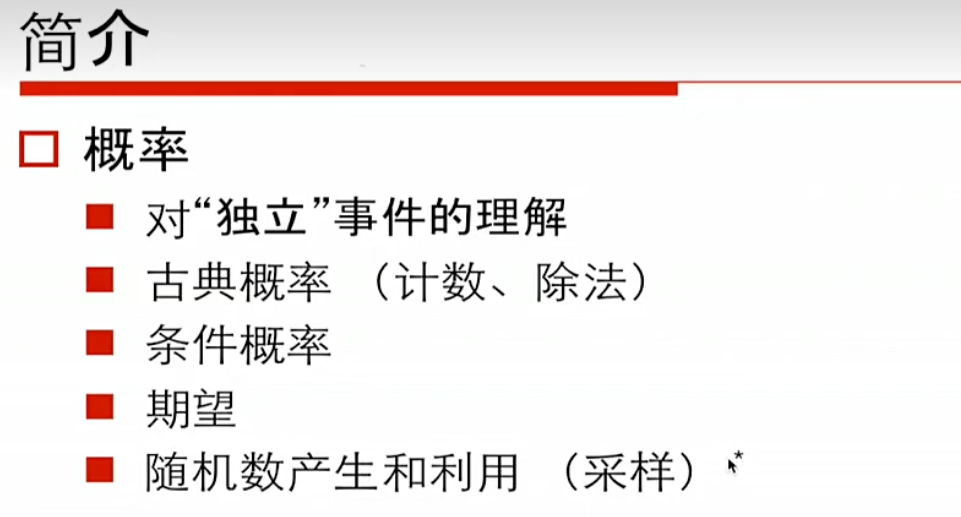 简介
概率
对“独立”事件的理解
古典概率 （计数、除法）
条件概率
期望
随机数产生和利用 （采样）*